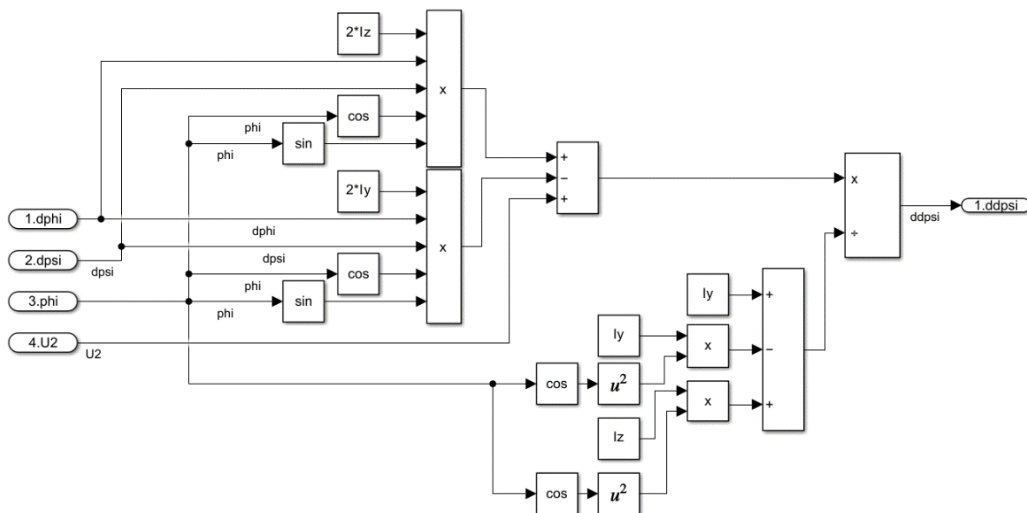 2*Iz
x
cos
phi
sin
phi
+
−
+
2*Iy
x
1.dphi
dphi
2.dpsi
dpsi
dpsi
cos
3.phi
phi
sin
phi
4.U2
U2
x
÷
ddpsi
1.ddpsi
Iy
+
Iy
x
−
cos
u²
x
+
Iz
cos
u²